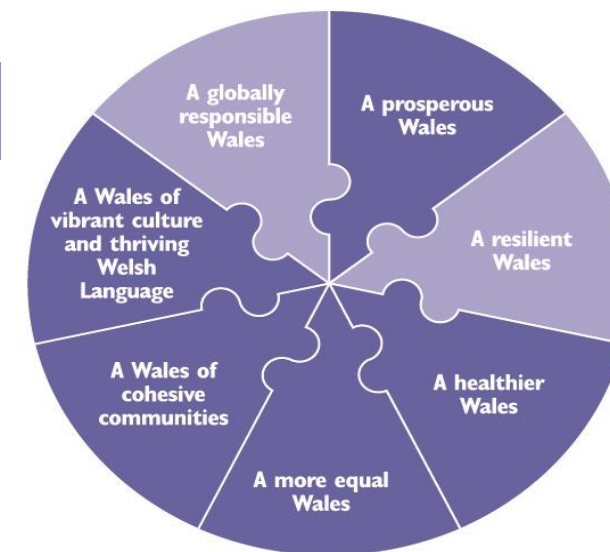 A prosperous
Wales
A resilient
Wales
A healthier
Wales
A more equal
Wales
A Wales of
cohesive
communities
A Wales of
vibrant culture
and thriving
Welsh
Language
A globally
responsible
Wales